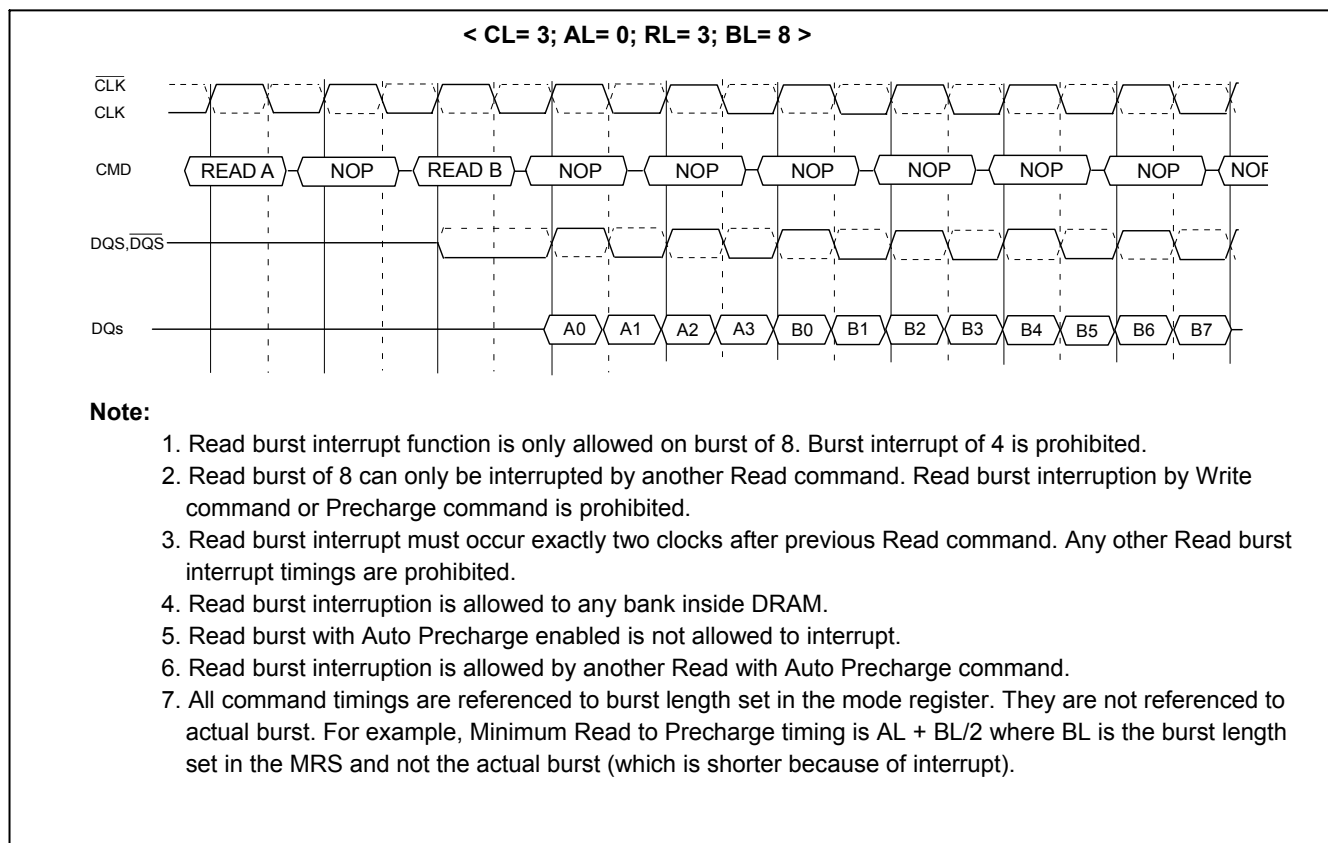 < CL= 3; AL= 0; RL= 3; BL= 8 >
CLK
CLK
CMD READ A NOP READ B NOP NOP NOP NOP NOP NOP NOP
DQS,DQS
DQs A0 A1 A2 A3 B0 B1 B2 B3 B4 B5 B6 B7
Note:
1. Read burst interrupt function is only allowed on burst of 8. Burst interrupt of 4 is prohibited.
2. Read burst of 8 can only be interrupted by another Read command. Read burst interruption by Write
command or Precharge command is prohibited.
3. Read burst interrupt must occur exactly two clocks after previous Read command. Any other Read burst
interrupt timings are prohibited.
4. Read burst interruption is allowed to any bank inside DRAM.
5. Read burst with Auto Precharge enabled is not allowed to interrupt.
6. Read burst interruption is allowed by another Read with Auto Precharge command.
7. All command timings are referenced to burst length set in the mode register. They are not referenced to
actual burst. For example, Minimum Read to Precharge timing is AL + BL/2 where BL is the burst length
set in the MRS and not the actual burst (which is shorter because of interrupt).